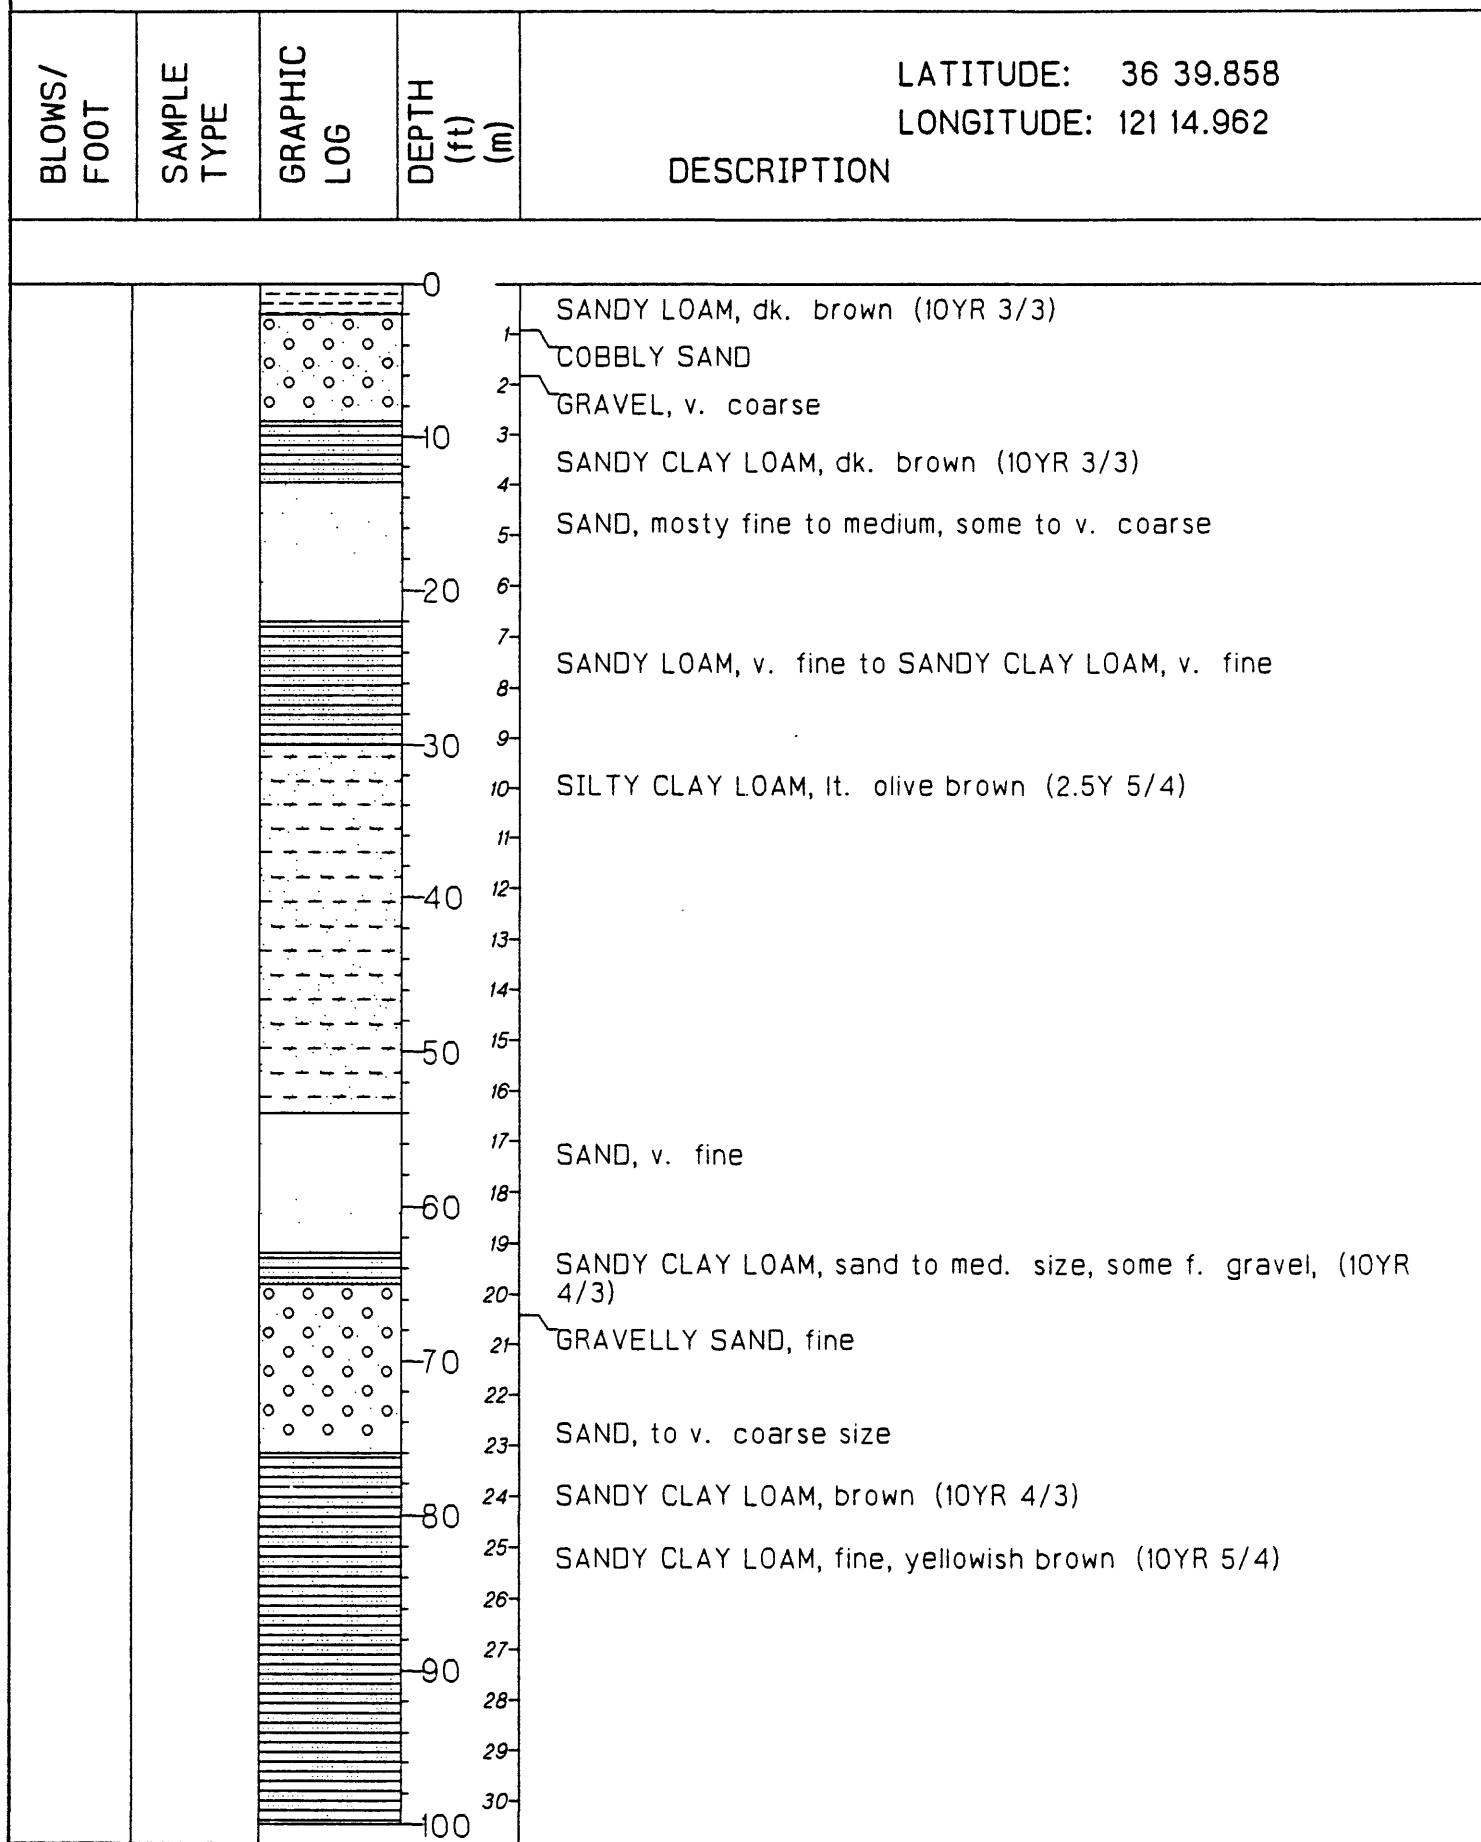 BLOWS/
FOOT
SAMPLE
TYPE
GRAPHIC
LOG
DEPTH
(ft)
(m)
LATITUDE: 36 39.858
LONGITUDE: 121 14.962
DESCRIPTION
0
SANDY LOAM, dk. brown (10YR 3/3)
1
COBBLY SAND
2
GRAVEL, v. coarse
10
3
SANDY CLAY LOAM, dk. brown (10YR 3/3)
4
SAND, mosty fine to medium, some to v. coarse
5
20
6
7
SANDY LOAM, v. fine to SANDY CLAY LOAM, v. fine
8
30
9
10
SILTY CLAY LOAM, lt. olive brown (2.5Y 5/4)
11
40
12
13
14
50
15
16
17
SAND, v. fine
18
60
19
SANDY CLAY LOAM, sand to med. size, some f. gravel, (10YR
4/3)
20
21
GRAVELLY SAND, fine
70
22
SAND, to v. coarse size
23
24
SANDY CLAY LOAM, brown (10YR 4/3)
80
25
SANDY CLAY LOAM, fine, yellowish brown (10YR 5/4)
26
27
90
28
29
30
100